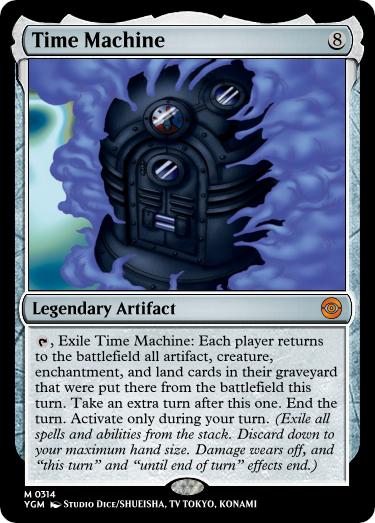 Time Machine 8
Legendary Artifact
, Exile Time Machine: Each player returns
to the battlefield all artifact, creature,
enchantment, and land cards in their graveyard
that were put there from the battlefield this
turn. Take an extra turn after this one. End the
turn. Activate only during your turn. (Exile all
spells and abilities from the stack. Discard down to
your maximum hand size. Damage wears off, and
“this turn” and “until end of turn” effects end.)
M 0314
YGM Studio Dice/SHUEISHA, TV TOKYO, KONAMI